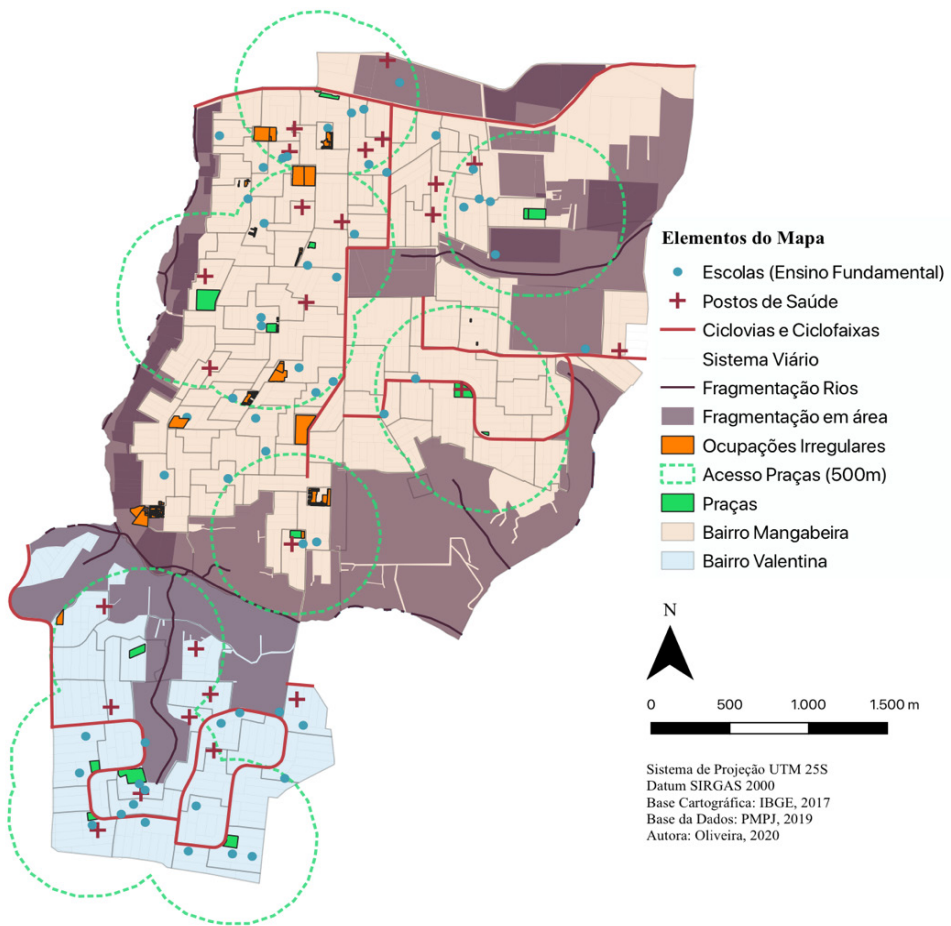 Elementos do Mapa
Escolas (Ensino Fundamental)
Postos de Saúde
Ciclovias e Ciclofaixas
Sistema Viário
Fragmentação Rios
Fragmentação em área
Ocupações Irregulares
Acesso Praças (500m)
Praças
Bairro Mangabeira
Bairro Valentina
N
0 500 1.000 1.500 m
Sistema de Projeção UTM 25S
Datum SIRGAS 2000
Base Cartográfica: IBGE, 2017
Base da Dados: PMPJ, 2019
Autora: Oliveira, 2020